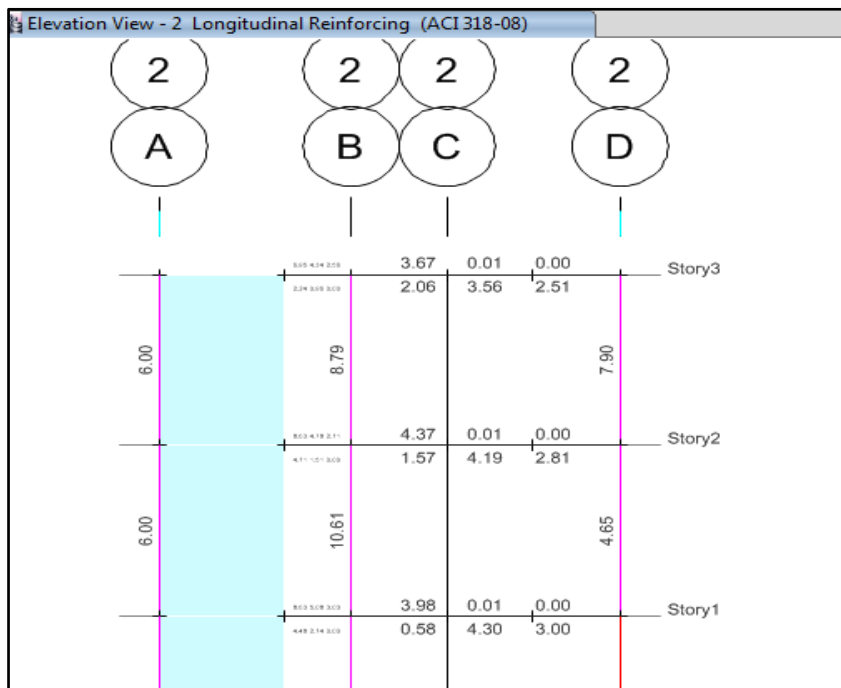 Elevation View - 2 Longitudinal Reinforcing (ACI 318-08)
2 2 2 2
A B C D
3.67 0.01 0.00 Story3
2.06 3.56 2.51
6.00 8.79 7.90
4.37 0.01 0.00 Story2
1.57 4.19 2.81
6.00 10.61 4.65
3.98 0.01 0.00 Story1
0.58 4.30 3.00